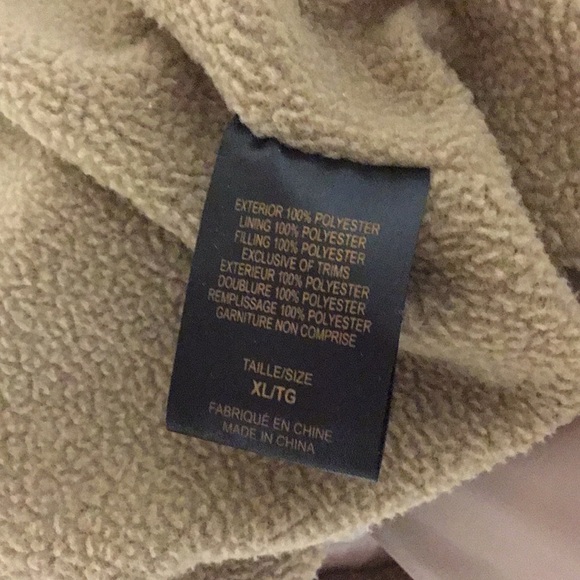 EXTERIOR 100% POLYESTER
LINING 100% POLYESTER
FILLING 100% POLYESTER
EXCLUSIVE OF TRIMS
EXTERIEUR 100% POLYESTER
DOUBLURE 100% POLYESTER
REMPLISSAGE 100% POLYESTER
GARNITURE NON COMPRISE
TAILLE/SIZE
XL/TG
FABRIQUÉ EN CHINE
MADE IN CHINA